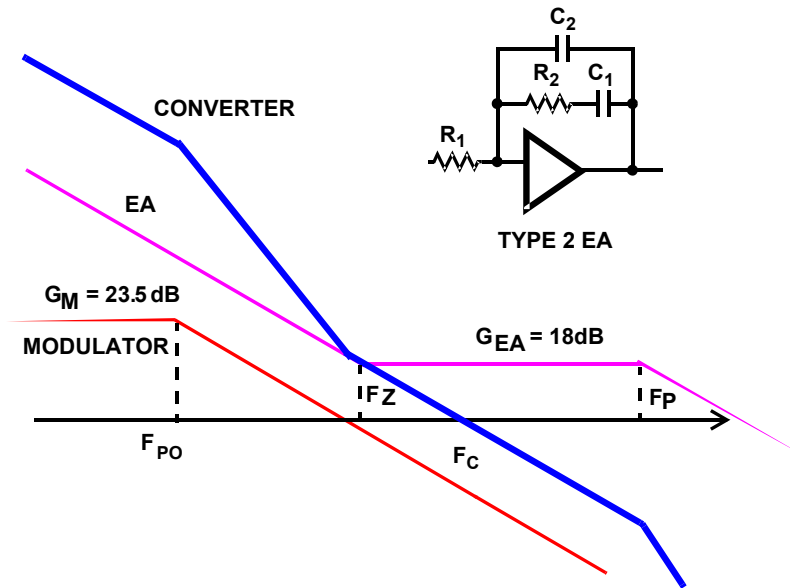 C2
R2
C1
CONVERTER
R1
EA
TYPE 2 EA
GM = 23.5 dB
GEA = 18dB
MODULATOR
FZ
FP
FPO
FC